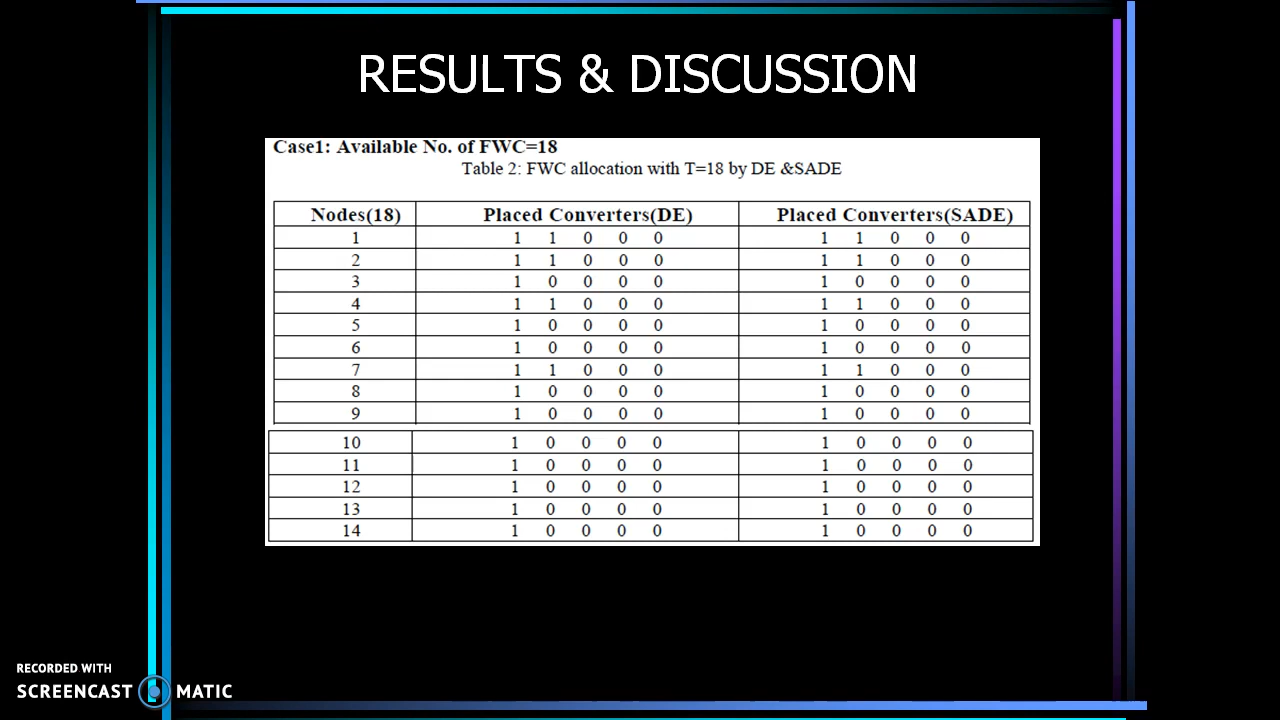 RESULTS & DISCUSSION
Case1: Available No. of FWC=18
Table 2: FWC allocation with T=18 by DE &SADE
Nodes(18) Placed Converters(DE) Placed Converters(SADE)
1 1 1 0 0 0 1 1 0 0 0
2 1 1 0 0 0 1 1 0 0 0
3 1 0 0 0 0 1 0 0 0 0
4 1 1 0 0 0 1 1 0 0 0
5 1 0 0 0 0 1 0 0 0 0
6 1 0 0 0 0 1 0 0 0 0
7 1 1 0 0 0 1 1 0 0 0
8 1 0 0 0 0 1 0 0 0 0
9 1 0 0 0 0 1 0 0 0 0
10 1 0 0 0 0 1 0 0 0 0
11 1 0 0 0 0 1 0 0 0 0
12 1 0 0 0 0 1 0 0 0 0
13 1 0 0 0 0 1 0 0 0 0
14 1 0 0 0 0 1 0 0 0 0
RECORDED WITH
SCREENCAST MATIC